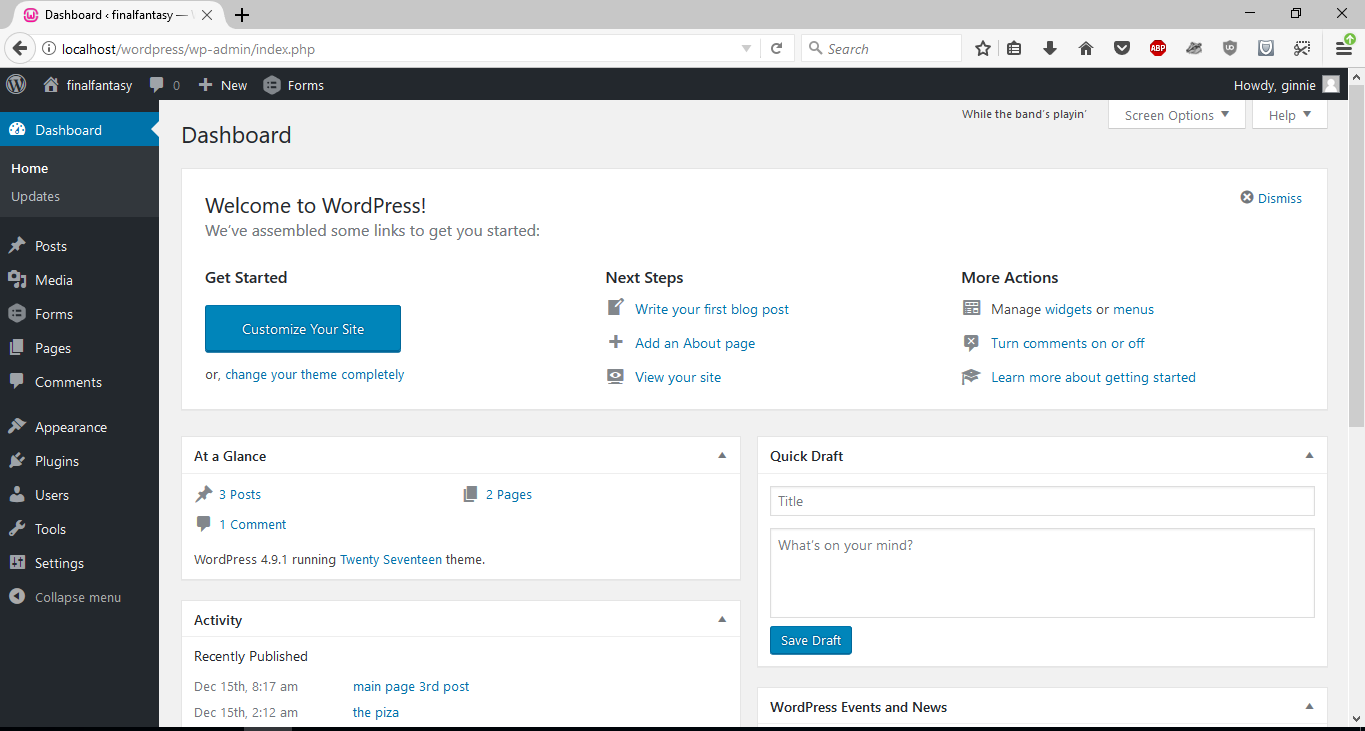 Dashboard ‹ finalfantasy —
localhost/wordpress/wp-admin/index.php
Search
ABP
finalfantasy
0
New
Forms
Howdy, ginnie
Dashboard
Home
Updates
Posts
Media
Forms
Pages
Comments
Appearance
Plugins
Users
Tools
Settings
Collapse menu
While the band's playin'
Screen Options
Help
Dashboard
Welcome to WordPress!
We've assembled some links to get you started:
Dismiss
Get Started
Customize Your Site
or, change your theme completely
Next Steps
Write your first blog post
Add an About page
View your site
More Actions
Manage widgets or menus
Turn comments on or off
Learn more about getting started
At a Glance
3 Posts
2 Pages
1 Comment
WordPress 4.9.1 running Twenty Seventeen theme.
Activity
Recently Published
Dec 15th, 8:17 am main page 3rd post
Dec 15th, 2:12 am the piza
Quick Draft
Title
What's on your mind?
Save Draft
WordPress Events and News